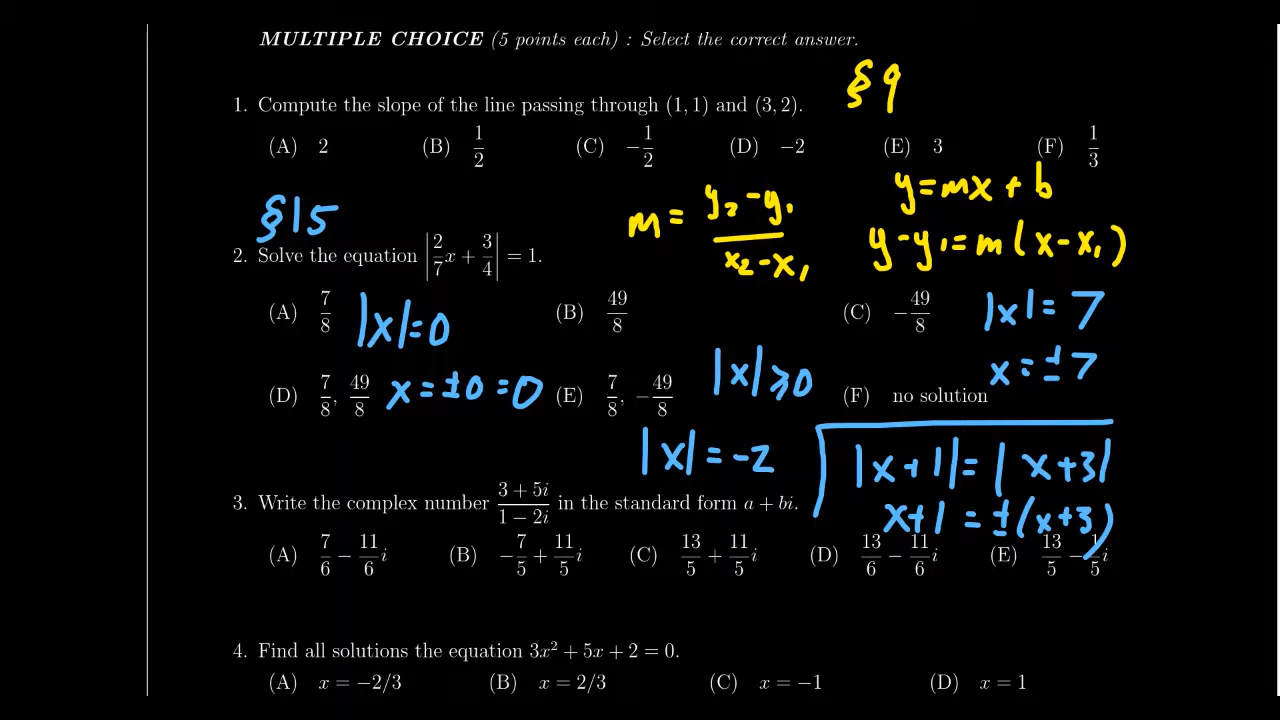 MULTIPLE CHOICE (5 points each) : Select the correct answer.
§9
1. Compute the slope of the line passing through (1, 1) and (3, 2).
(A) 2 (B) 1/2 (C) −1/2 (D) −2 (E) 3 (F) 1/3
y = mx + b
§15
m = (y₂ − y₁)/(x₂ − x₁)
y − y₁ = m(x − x₁)
2. Solve the equation |2/7 x + 3/4| = 1.
(A) 7/8 (B) 49/8 (C) −49/8
|x| = 0
|x| = 7
x = ±7
|x| ⩾ 0
(D) 7/8, 49/8 (E) 7/8, −49/8 (F) no solution
x = ±0 = 0
|x| = −2
|x + 1| = |x + 3|
x + 1 = ±(x + 3)
3. Write the complex number (3 + 5i)/(1 − 2i) in the standard form a + bi.
(A) 7/6 − 11/6 i (B) −7/5 + 11/5 i (C) 13/5 + 11/5 i (D) 13/6 − 11/6 i (E) 13/5 − 1/5 i
4. Find all solutions the equation 3x² + 5x + 2 = 0.
(A) x = −2/3 (B) x = 2/3 (C) x = −1 (D) x = 1